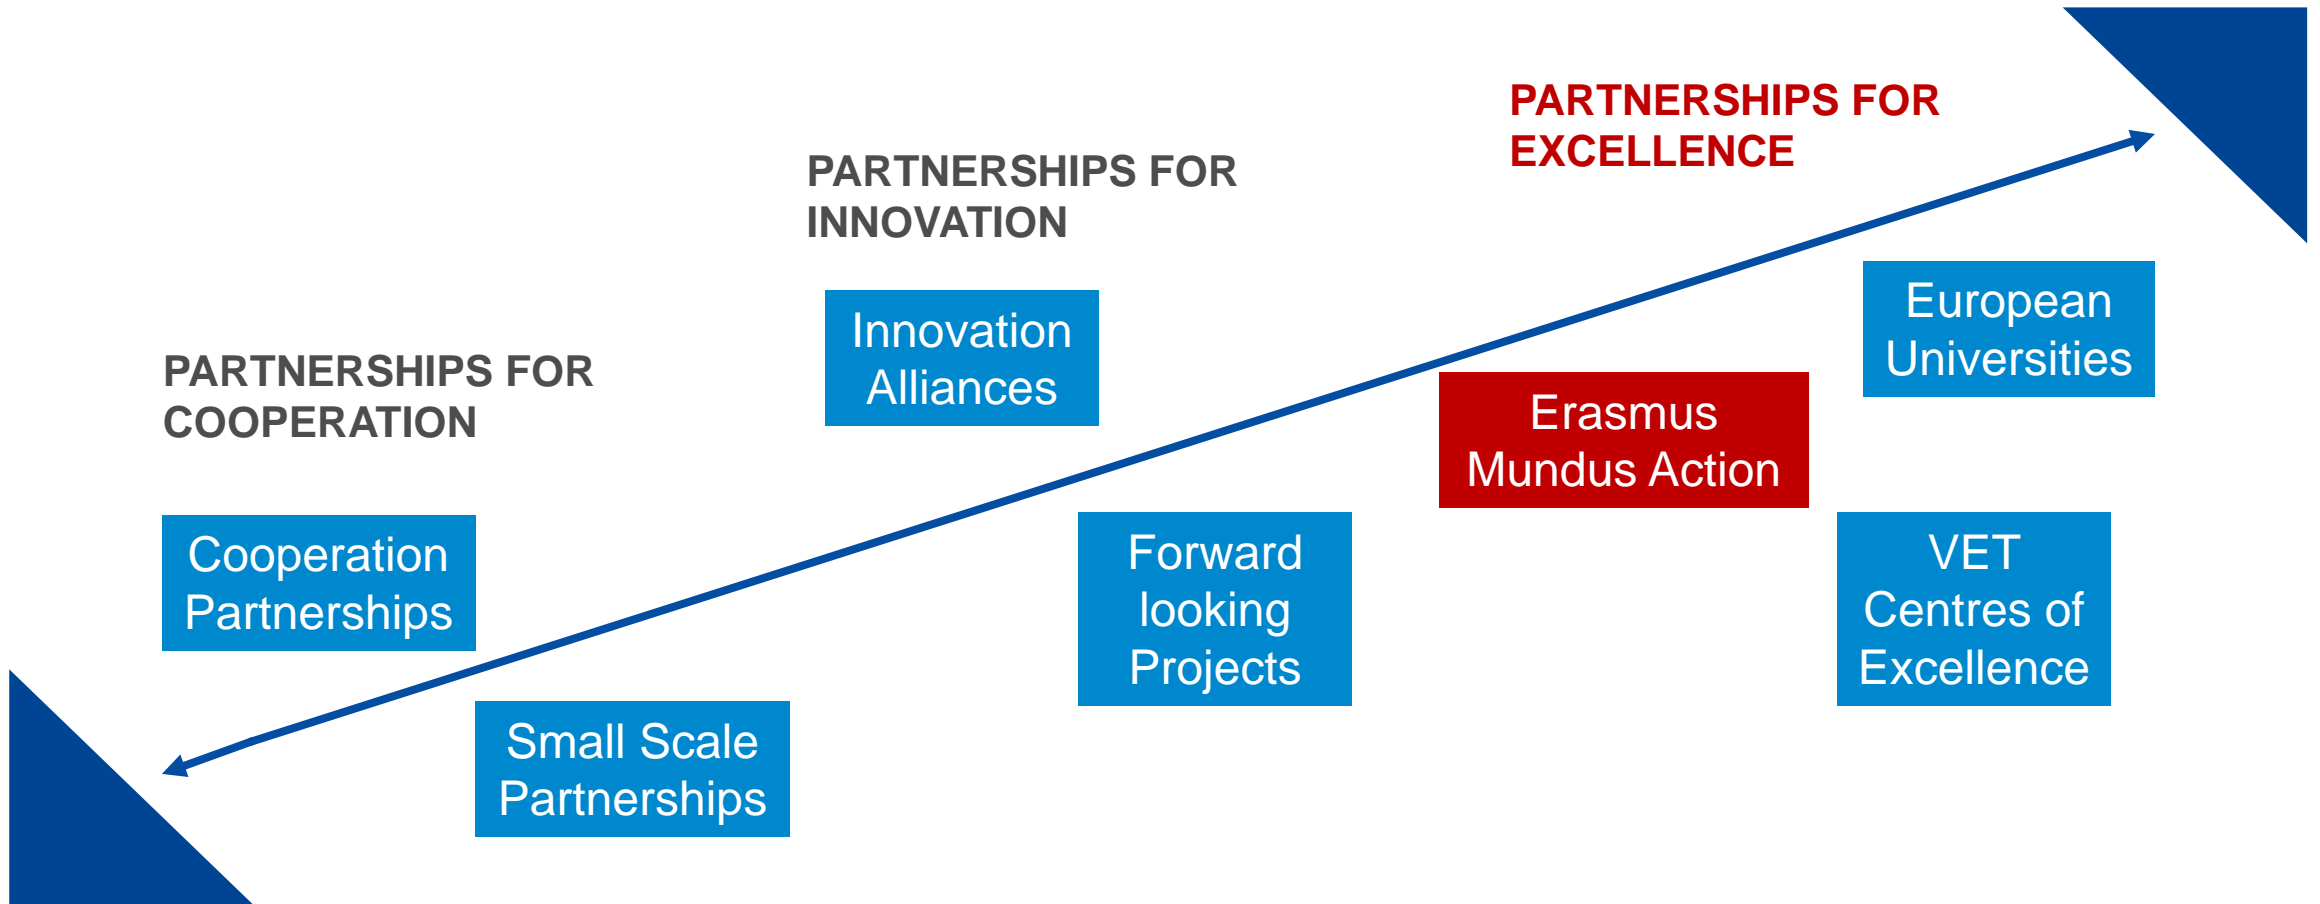 PARTNERSHIPS FOR
COOPERATION
Cooperation
Partnerships
Small Scale
Partnerships
PARTNERSHIPS FOR
INNOVATION
Innovation
Alliances
Forward
looking
Projects
PARTNERSHIPS FOR
EXCELLENCE
Erasmus
Mundus Action
European
Universities
VET
Centres of
Excellence